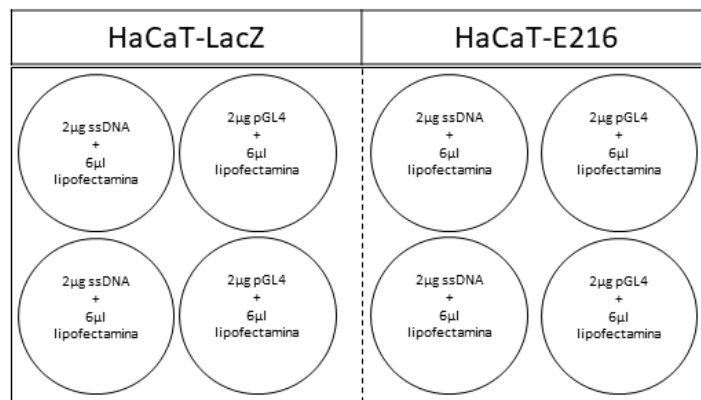 HaCaT-LacZ
HaCaT-E216
2µg ssDNA
+
6µl
lipofectamina
2µg pGL4
+
6µl
lipofectamina
2µg ssDNA
+
6µl
lipofectamina
2µg pGL4
+
6µl
lipofectamina
2µg ssDNA
+
6µl
lipofectamina
2µg pGL4
+
6µl
lipofectamina
2µg ssDNA
+
6µl
lipofectamina
2µg pGL4
+
6µl
lipofectamina